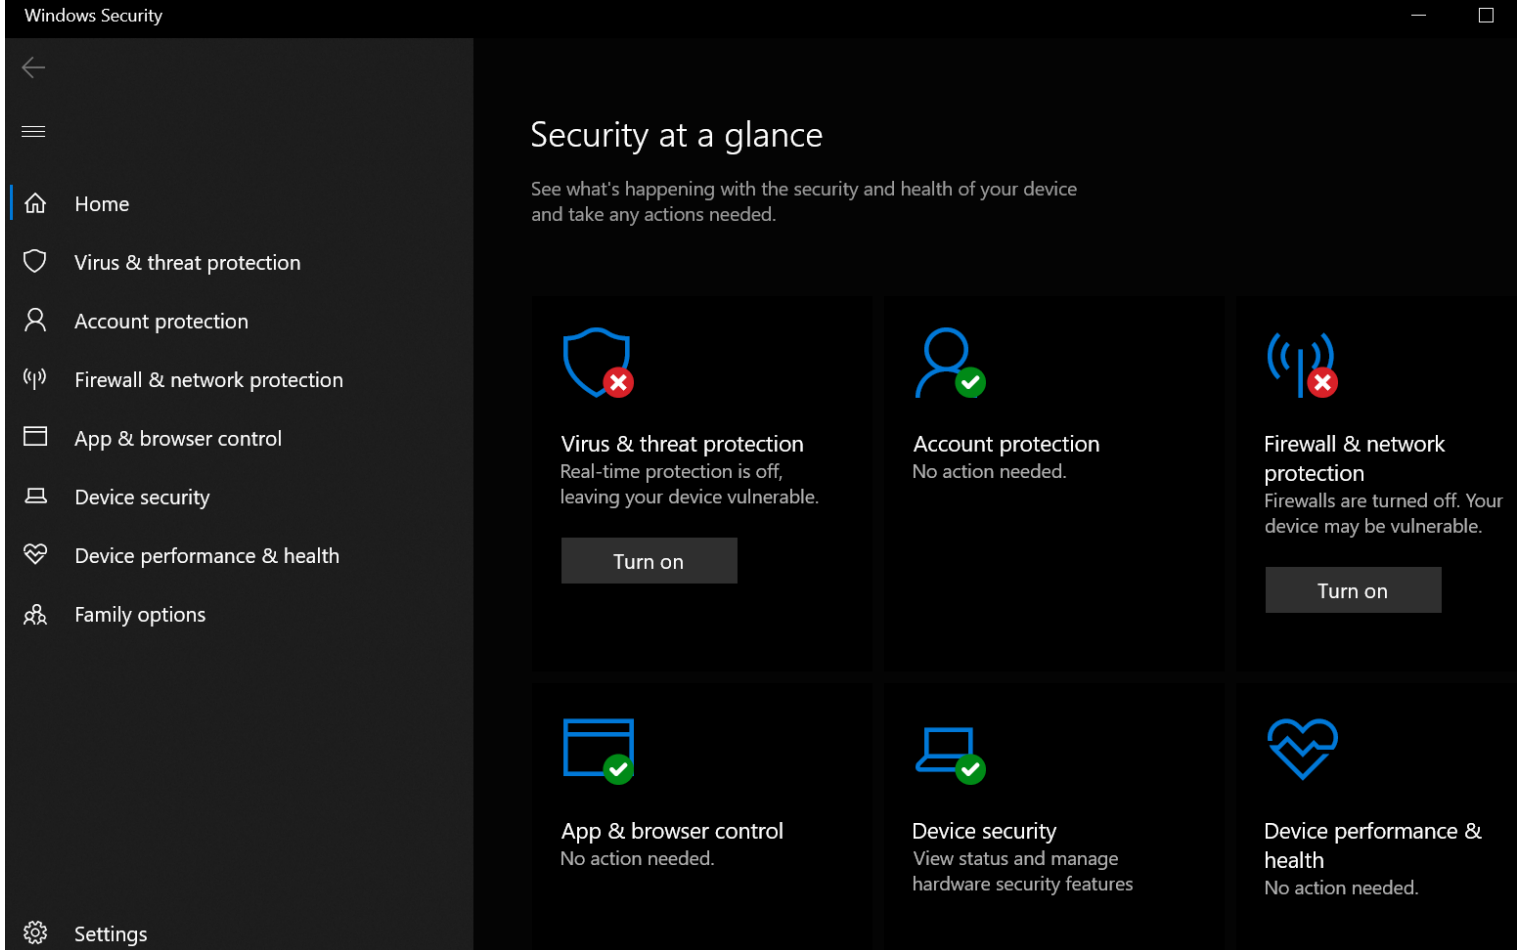 Windows Security
Home
Virus & threat protection
Account protection
Firewall & network protection
App & browser control
Device security
Device performance & health
Family options
Settings
Security at a glance
See what's happening with the security and health of your device
and take any actions needed.
Virus & threat protection
Real-time protection is off,
leaving your device vulnerable.
Turn on
Account protection
No action needed.
Firewall & network
protection
Firewalls are turned off. Your
device may be vulnerable.
Turn on
App & browser control
No action needed.
Device security
View status and manage
hardware security features
Device performance &
health
No action needed.